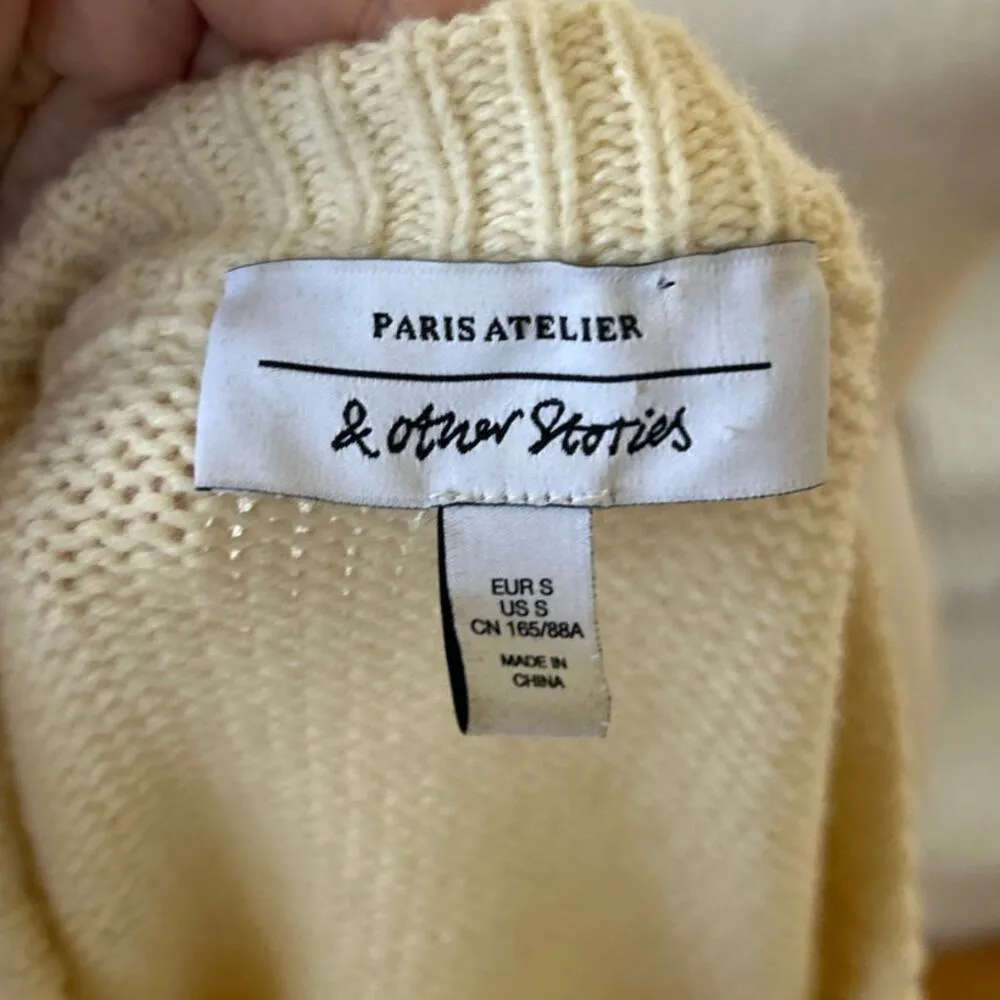 PARIS ATELIER
& other Stories
EUR S
US S
CN 165/88A
MADE IN
CHINA